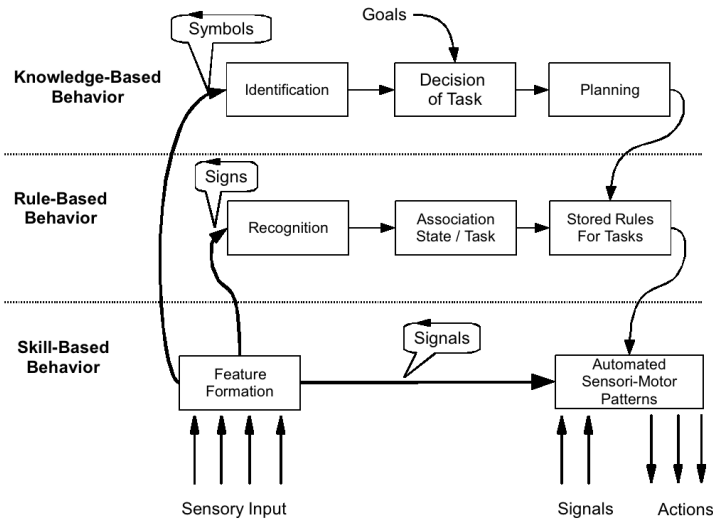 Symbols
Goals
Knowledge-Based
Behavior
Identification
Decision
of Task
Planning
Signs
Rule-Based
Behavior
Recognition
Association
State / Task
Stored Rules
For Tasks
Signals
Skill-Based
Behavior
Feature
Formation
Automated
Sensori-Motor
Patterns
Sensory Input
Signals
Actions